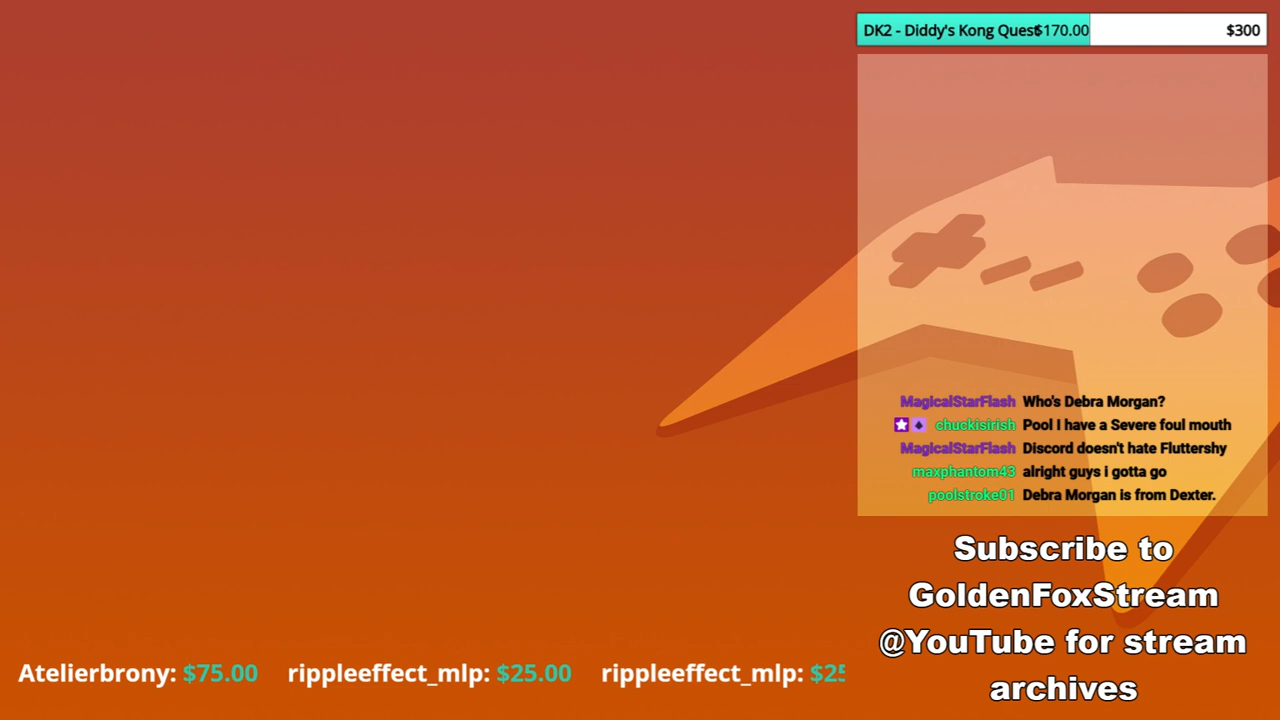 DK2 - Diddy's Kong Quest $170.00 $300
MagicalStarFlash Who's Debra Morgan?
chuckisirish Pool I have a Severe foul mouth
MagicalStarFlash Discord doesn't hate Fluttershy
maxphantom43 alright guys i gotta go
poolstroke01 Debra Morgan is from Dexter.
Subscribe to
GoldenFoxStream
@YouTube for stream
archives
Atelierbrony: $75.00 rippleeffect_mlp: $25.00 rippleeffect_mlp: $25